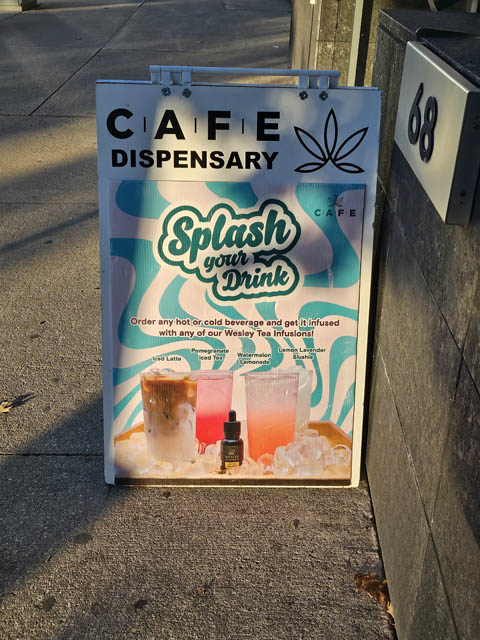 C|A|F|E
DISPENSARY
68
CAFE
Splash
your
Drink
Order any hot or cold beverage and get it infused
with any of our Wesley Tea Infusions!
Iced Latte
Pomegranate
Iced Tea
Watermelon
Lemonade
Lemon Lavender
Slushie